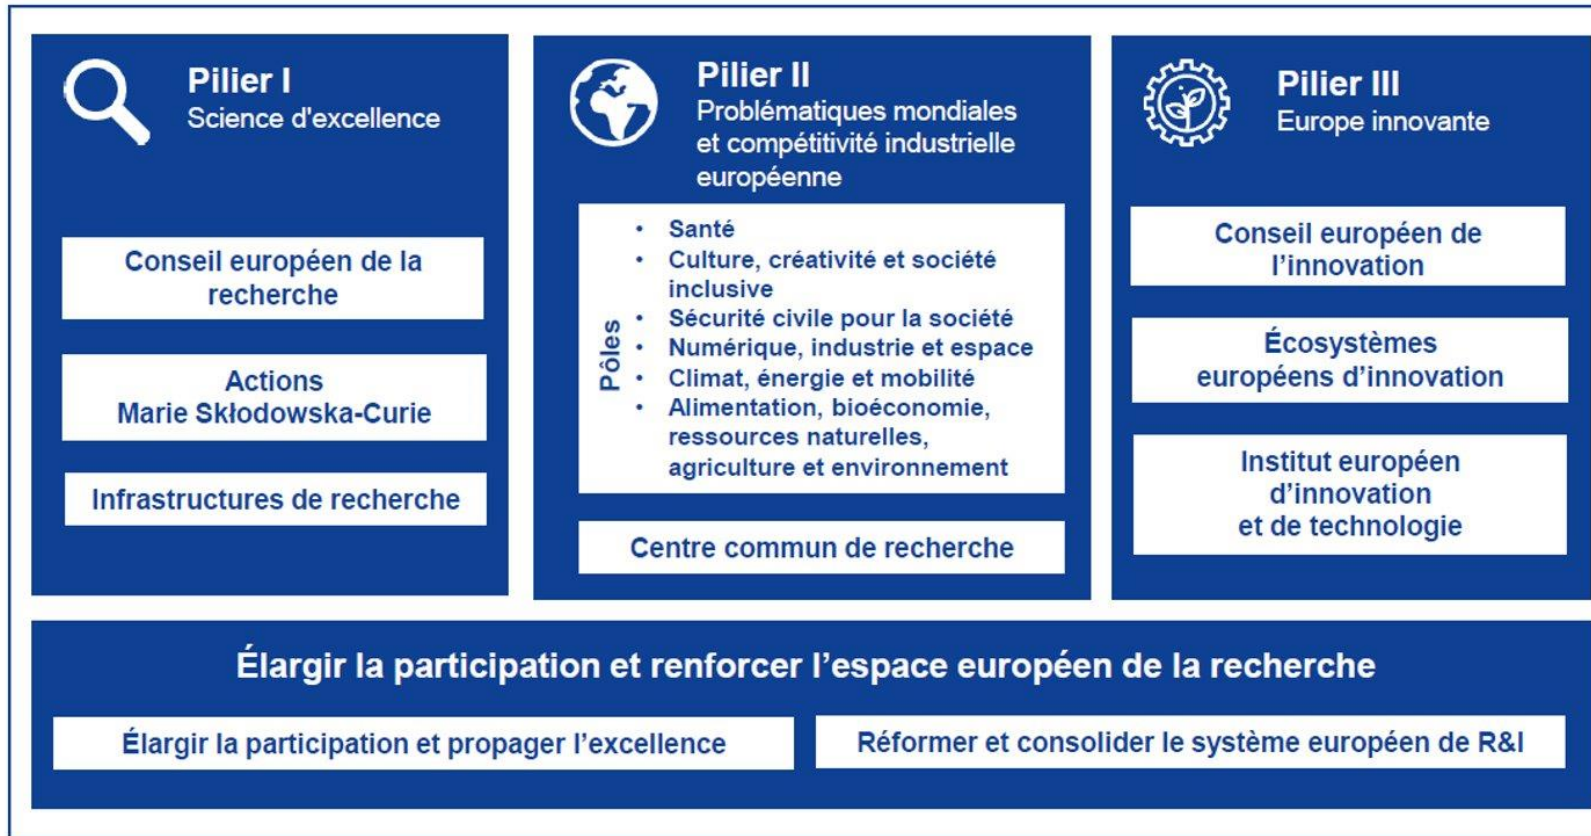 Pilier I
Science d'excellence
Conseil européen de la
recherche
Actions
Marie Skłodowska-Curie
Infrastructures de recherche
Pilier II
Problématiques mondiales
et compétitivité industrielle
européenne
Pôles
• Santé
• Culture, créativité et société
inclusive
• Sécurité civile pour la société
• Numérique, industrie et espace
• Climat, énergie et mobilité
• Alimentation, bioéconomie,
ressources naturelles,
agriculture et environnement
Centre commun de recherche
Pilier III
Europe innovante
Conseil européen de
l’innovation
Écosystèmes
européens d’innovation
Institut européen
d’innovation
et de technologie
Élargir la participation et renforcer l’espace européen de la recherche
Élargir la participation et propager l’excellence
Réformer et consolider le système européen de R&I